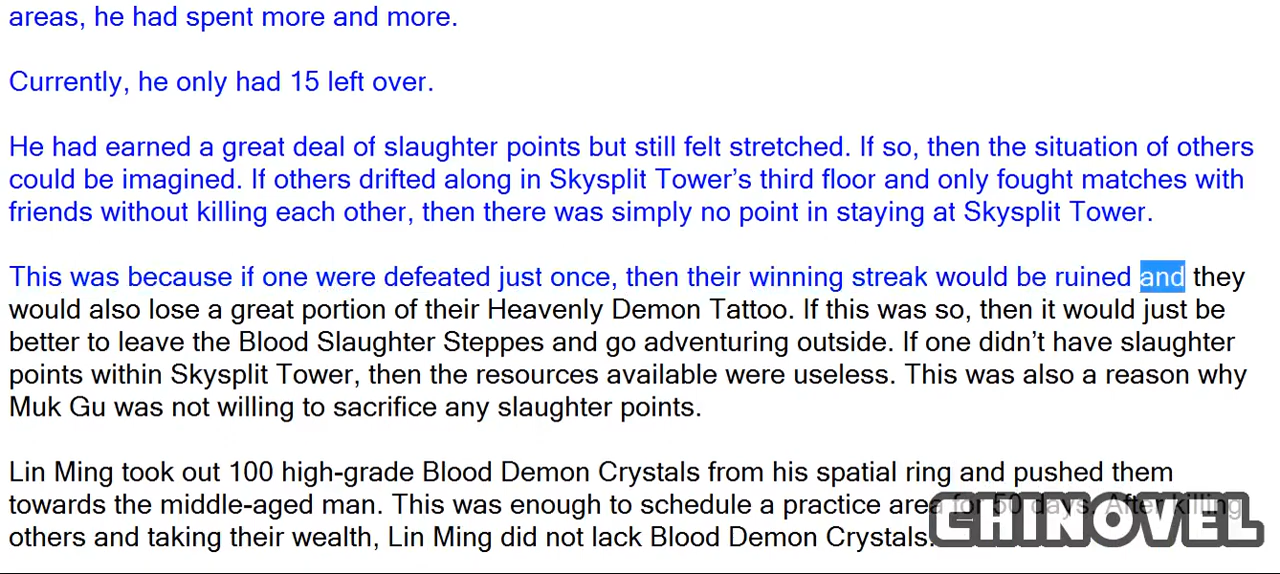 areas, he had spent more and more.
Currently, he only had 15 left over.
He had earned a great deal of slaughter points but still felt stretched. If so, then the situation of others
could be imagined. If others drifted along in Skysplit Tower’s third floor and only fought matches with
friends without killing each other, then there was simply no point in staying at Skysplit Tower.
This was because if one were defeated just once, then their winning streak would be ruined and they
would also lose a great portion of their Heavenly Demon Tattoo. If this was so, then it would just be
better to leave the Blood Slaughter Steppes and go adventuring outside. If one didn’t have slaughter
points within Skysplit Tower, then the resources available were useless. This was also a reason why
Muk Gu was not willing to sacrifice any slaughter points.
Lin Ming took out 100 high-grade Blood Demon Crystals from his spatial ring and pushed them
towards the middle-aged man. This was enough to schedule a practice area for 50 days. After killing
others and taking their wealth, Lin Ming did not lack Blood Demon Crystals.
CHINOVEL